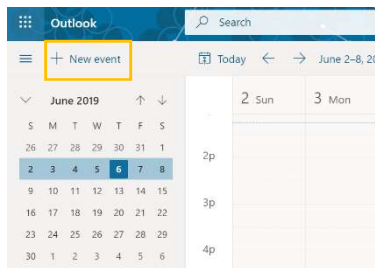 Outlook
Search
New event
Today
June 2–8, 20
June 2019
S M T W T F S
26 27 28 29 30 31 1
2 3 4 5 6 7 8
9 10 11 12 13 14 15
16 17 18 19 20 21 22
23 24 25 26 27 28 29
30 1 2 3 4 5 6
2 Sun
3 Mon
2p
3p
4p